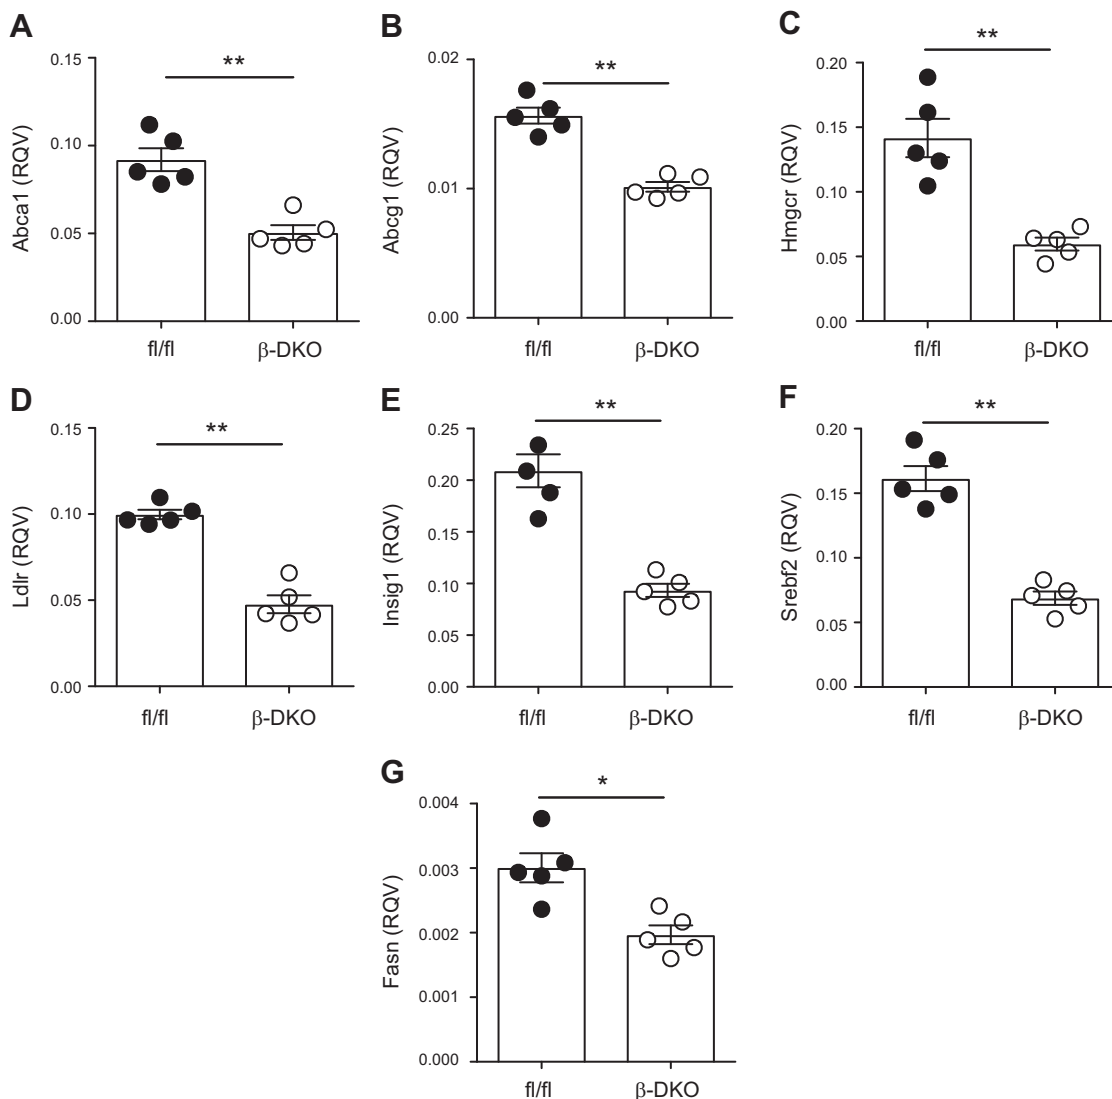 A
**
0.15
0.10
0.05
0.00
Abca1 (RQV)
fl/fl
β-DKO
B
**
0.02
0.01
0.00
Abcg1 (RQV)
fl/fl
β-DKO
C
**
0.20
0.15
0.10
0.05
0.00
Hmgcr (RQV)
fl/fl
β-DKO
D
**
0.15
0.10
0.05
0.00
Ldlr (RQV)
fl/fl
β-DKO
E
**
0.25
0.20
0.15
0.10
0.05
0.00
Insig1 (RQV)
fl/fl
β-DKO
F
**
0.20
0.15
0.10
0.05
0.00
Srebf2 (RQV)
fl/fl
β-DKO
G
*
0.004
0.003
0.002
0.001
0.000
Fasn (RQV)
fl/fl
β-DKO